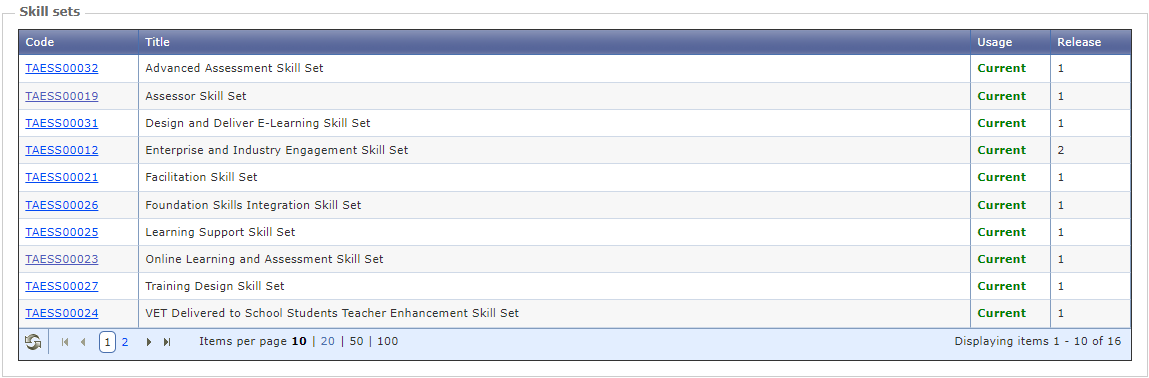 Skill sets
Code Title Usage Release
TAESS00032 Advanced Assessment Skill Set Current 1
TAESS00019 Assessor Skill Set Current 1
TAESS00031 Design and Deliver E-Learning Skill Set Current 1
TAESS00012 Enterprise and Industry Engagement Skill Set Current 2
TAESS00021 Facilitation Skill Set Current 1
TAESS00026 Foundation Skills Integration Skill Set Current 1
TAESS00025 Learning Support Skill Set Current 1
TAESS00023 Online Learning and Assessment Skill Set Current 1
TAESS00027 Training Design Skill Set Current 1
TAESS00024 VET Delivered to School Students Teacher Enhancement Skill Set Current 1
1 2 Items per page 10 | 20 | 50 | 100 Displaying items 1 - 10 of 16